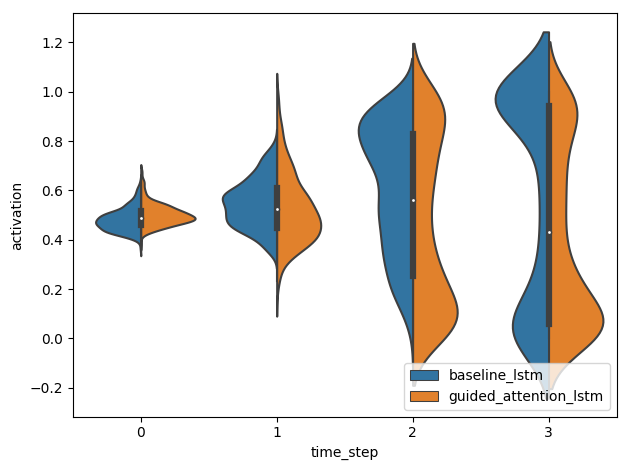 1.2
1.0
0.8
0.6
0.4
0.2
0.0
−0.2
activation
0 1 2 3
time_step
baseline_lstm
guided_attention_lstm